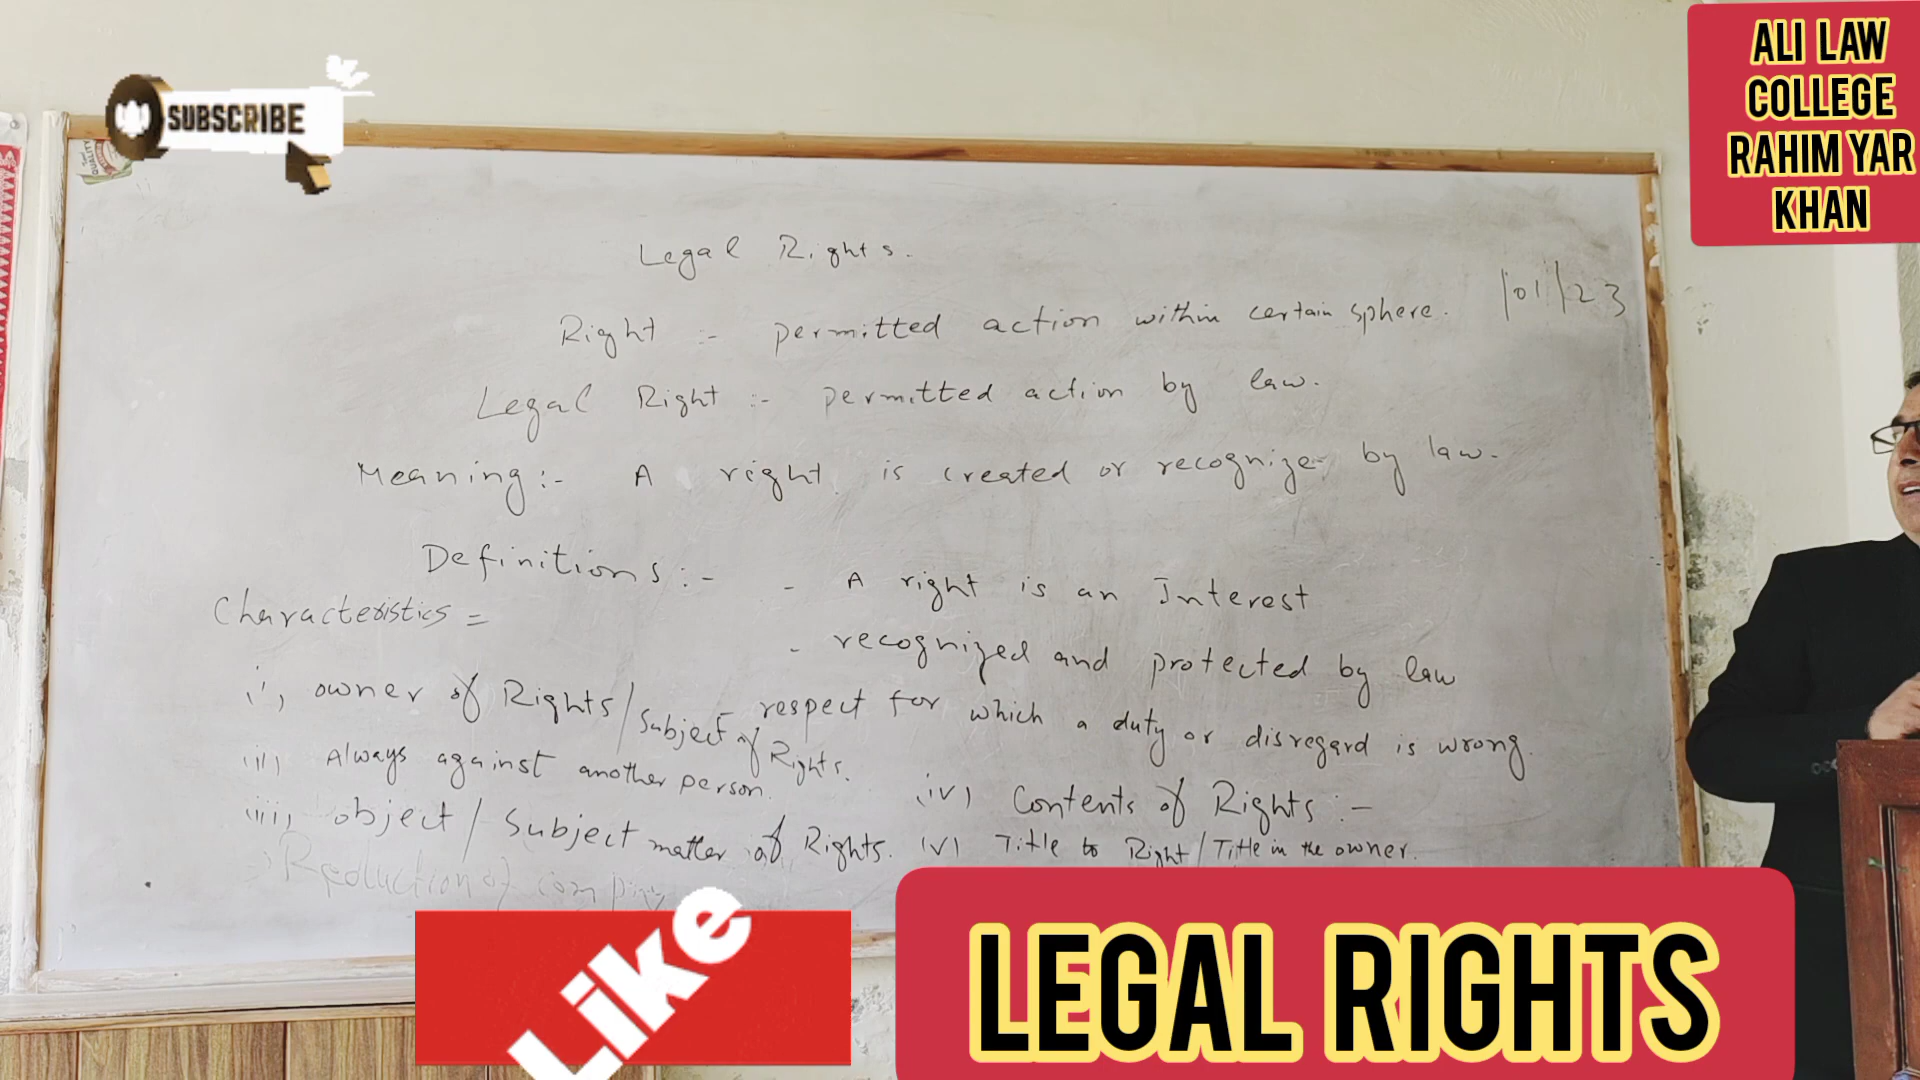 SUBSCRIBE
ALI LAW
COLLEGE
RAHIM YAR
KHAN
Legal Rights.
/01/23
Right :- permitted action within certain sphere.
Legal Right :- permitted action by law.
Meaning :- A right is created or recognize by law.
Definitions :- - A right is an Interest
- recognized and protected by law
respect for which a duty or disregard is wrong.
Characteristics =
(i) owner of Rights / Subject of Rights.
(ii) Always against another person.
(iii) object / Subject matter of Rights.
(iv) Contents of Rights :-
(v) Title to Right / Title in the owner.
Like
LEGAL RIGHTS